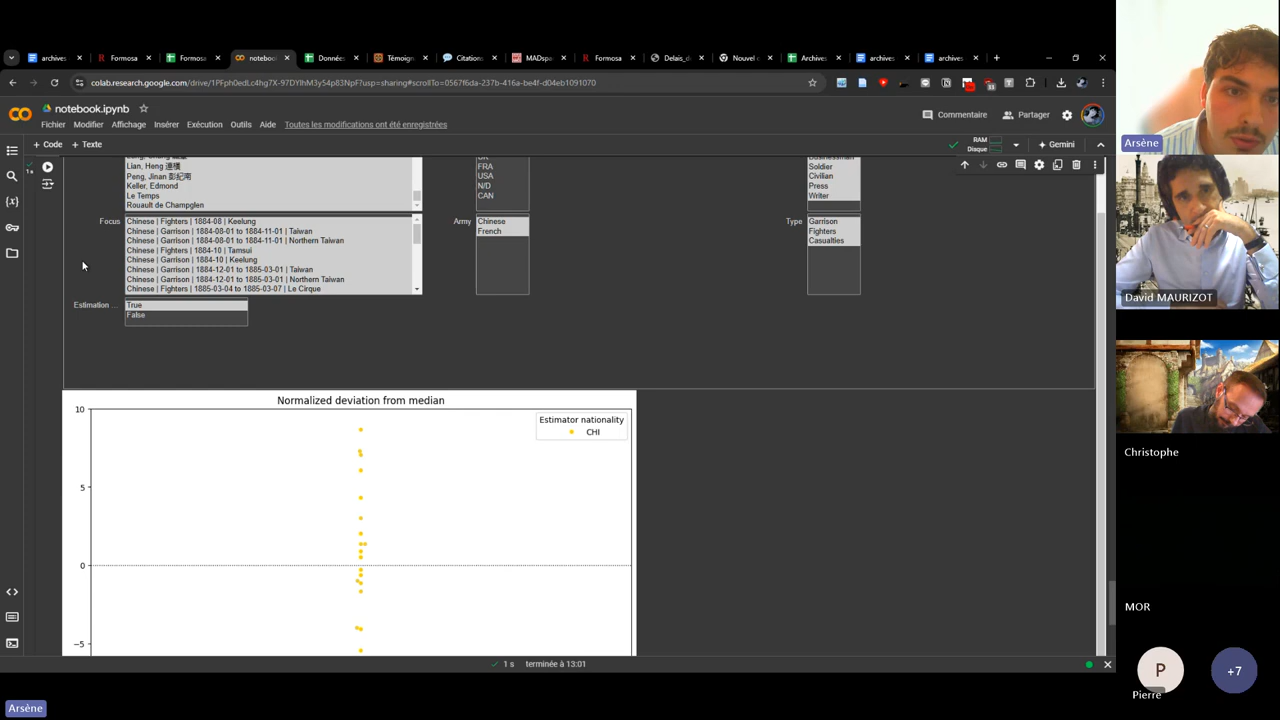 archives
Formosa
Formosa
notebook
Données
Témoign
Citations
MADspa
Formosa
Delais_d
Nouvel
Archives
archives
archives
colab.research.google.com/drive/1PFph0edLc4hg7X-97DYlhM3y54p83NpF?usp=sharing#scrollTo=0567f6da-237b-416a-be4f-d04eb1091070
notebook.ipynb
Fichier Modifier Affichage Insérer Exécution Outils Aide Toutes les modifications ont été enregistrées
Commentaire Partager
+ Code + Texte
RAM
Disque
Gemini
1s
Lian, Heng 連橫
Peng, Jinan 彭紀南
Keller, Edmond
Le Temps
Rouault de Champglen
FRA
USA
N/D
CAN
Businessman
Soldier
Civilian
Press
Writer
Focus
Chinese | Fighters | 1884-08 | Keelung
Chinese | Garrison | 1884-08-01 to 1884-11-01 | Taiwan
Chinese | Garrison | 1884-08-01 to 1884-11-01 | Northern Taiwan
Chinese | Fighters | 1884-10 | Tamsui
Chinese | Garrison | 1884-10 | Keelung
Chinese | Garrison | 1884-12-01 to 1885-03-01 | Taiwan
Chinese | Garrison | 1884-12-01 to 1885-03-01 | Northern Taiwan
Chinese | Fighters | 1885-03-04 to 1885-03-07 | Le Cirque
Army
Chinese
French
Type
Garrison
Fighters
Casualties
Estimation ...
True
False
Normalized deviation from median
10
5
0
−5
Estimator nationality
CHI
1 s terminée à 13:01
Arsène
David MAURIZOT
Christophe
MOR
P
Pierre
+7
Arsène